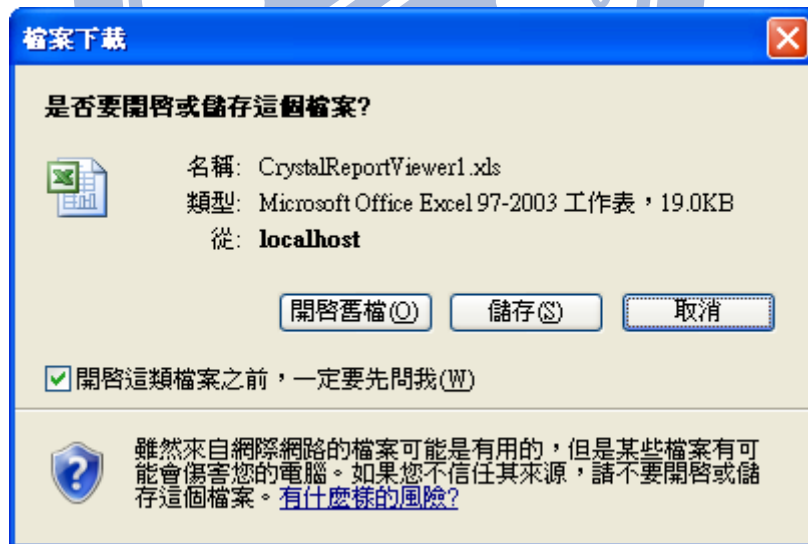 檔案下載
是否要開啓或儲存這個檔案?
名稱: CrystalReportViewer1.xls
類型: Microsoft Office Excel 97-2003 工作表，19.0KB
從: localhost
開啓舊檔(O) 儲存(S) 取消
開啓這類檔案之前，一定要先問我(W)
雖然來自網際網路的檔案可能是有用的，但是某些檔案有可
能會傷害您的電腦。如果您不信任其來源，請不要開啓或儲
存這個檔案。有什麼樣的風險?